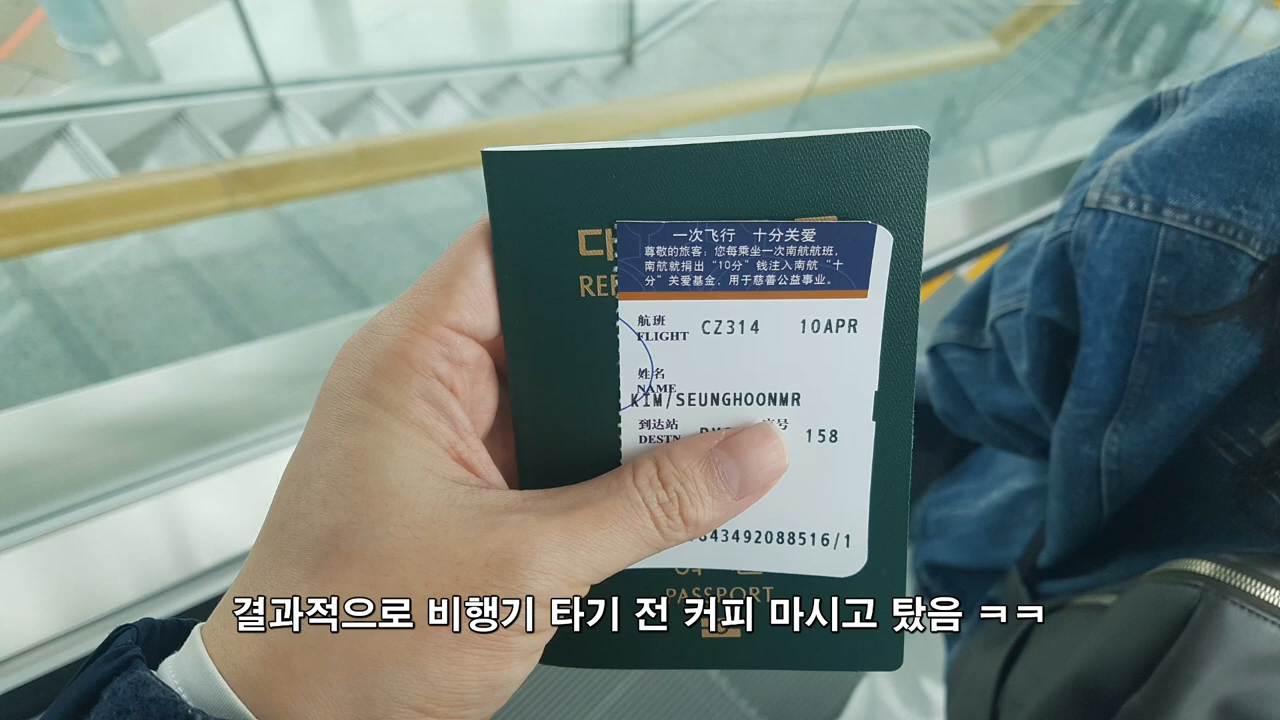 一次飞行 十分关爱
尊敬的旅客：您每乘坐一次南航航班，
南航就捐出“10分”钱注入南航“十
分”关爱基金，用于慈善公益事业。
航班
FLIGHT CZ314 10APR
姓名
NAME
KIM/SEUNGHOONMR
到达站
DESTN 158
43492088516/1
PASSPORT
결과적으로 비행기 타기 전 커피 마시고 탔음 ㅋㅋ